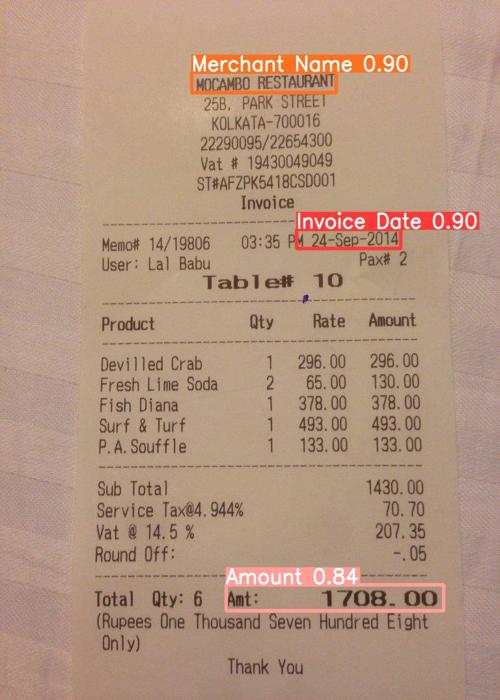 Merchant Name 0.90
MOCAMBO RESTAURANT
25B, PARK STREET
KOLKATA-700016
22290095/22654300
Vat # 19430049049
ST#AFZPK5418CSD001
Invoice
Invoice Date 0.90
Memo# 14/19806 03:35 PM 24-Sep-2014
User: Lal Babu Pax# 2
Table# 10
Product Qty Rate Amount
Devilled Crab 1 296.00 296.00
Fresh Lime Soda 2 65.00 130.00
Fish Diana 1 378.00 378.00
Surf & Turf 1 493.00 493.00
P.A.Souffle 1 133.00 133.00
Sub Total 1430.00
Service Tax@4.944% 70.70
Vat @ 14.5 % 207.35
Round Off: -.05
Amount 0.84
Total Qty: 6 Amt: 1708.00
(Rupees One Thousand Seven Hundred Eight
Only)
Thank You